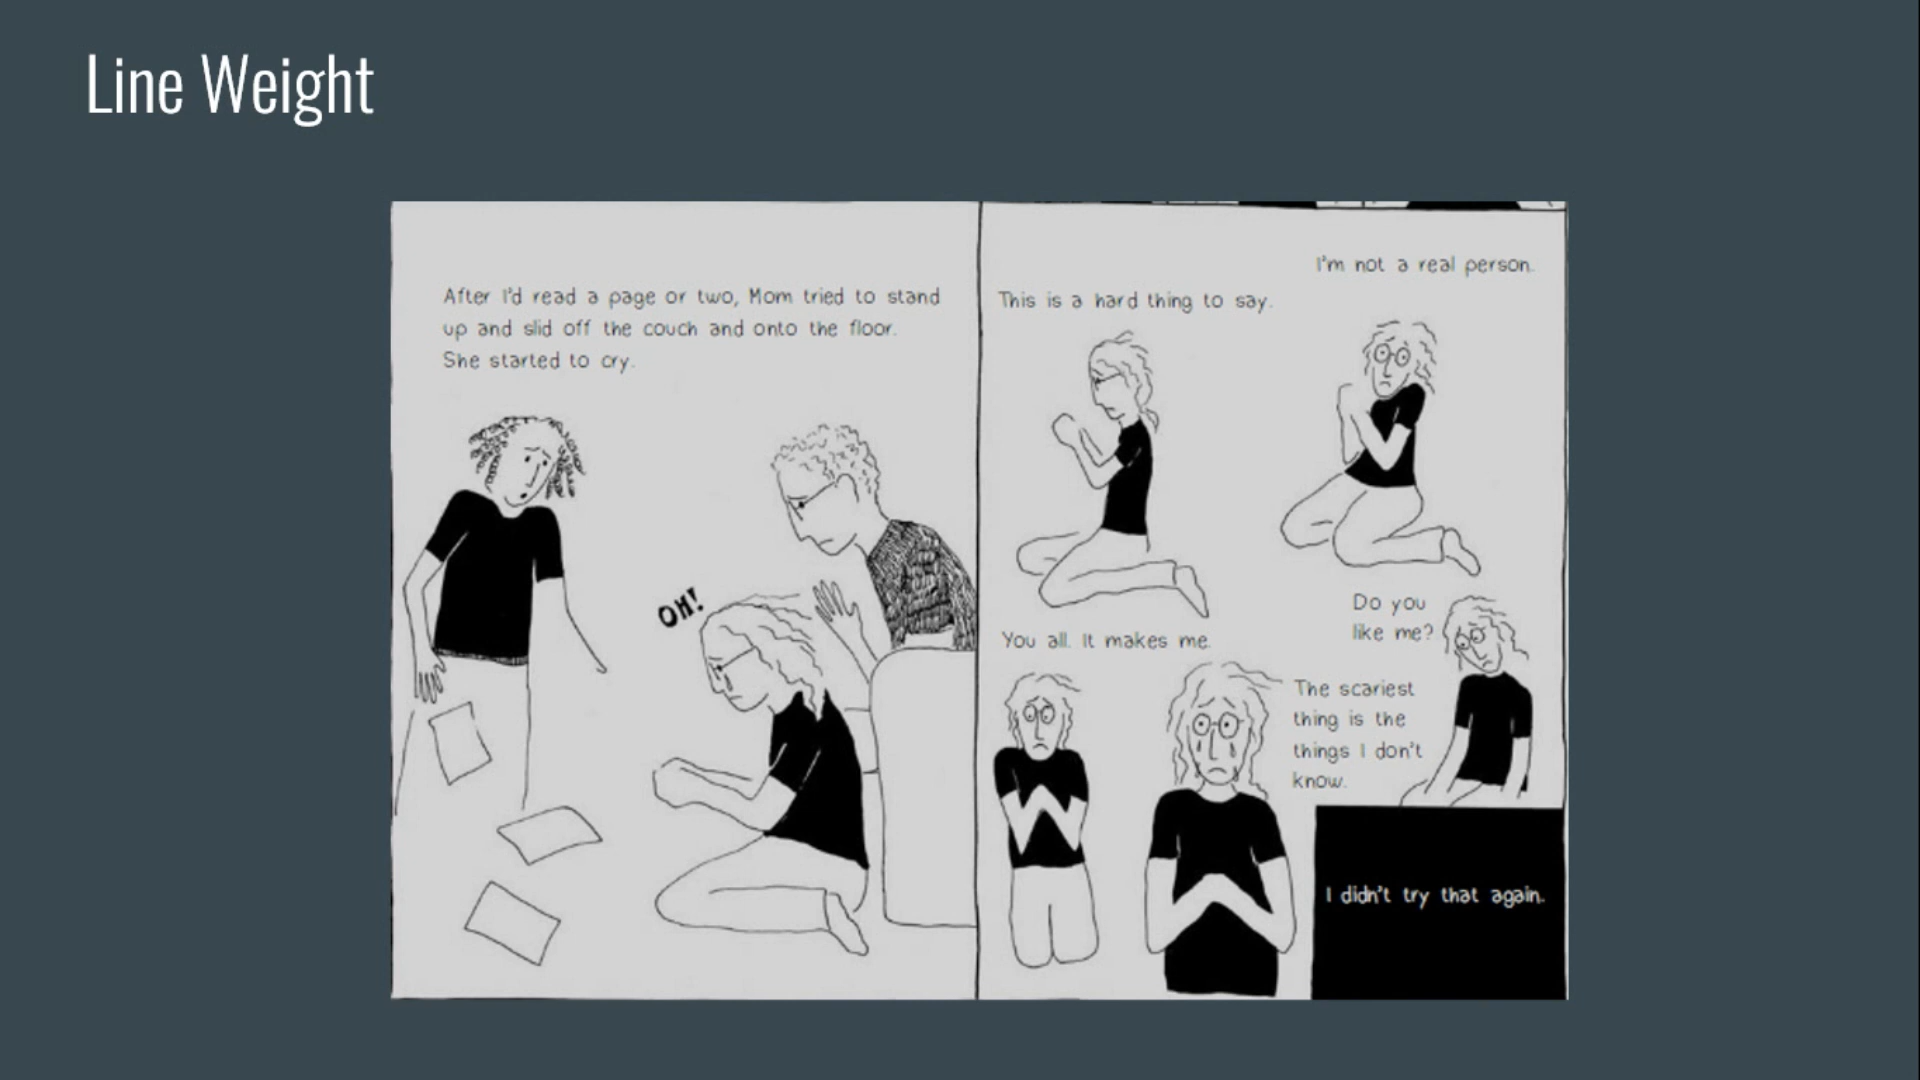 Line Weight
After I'd read a page or two, Mom tried to stand
up and slid off the couch and onto the floor.
She started to cry.
OH!
I'm not a real person.
This is a hard thing to say.
You all. It makes me.
Do you
like me?
The scariest
thing is the
things I don't
know.
I didn't try that again.